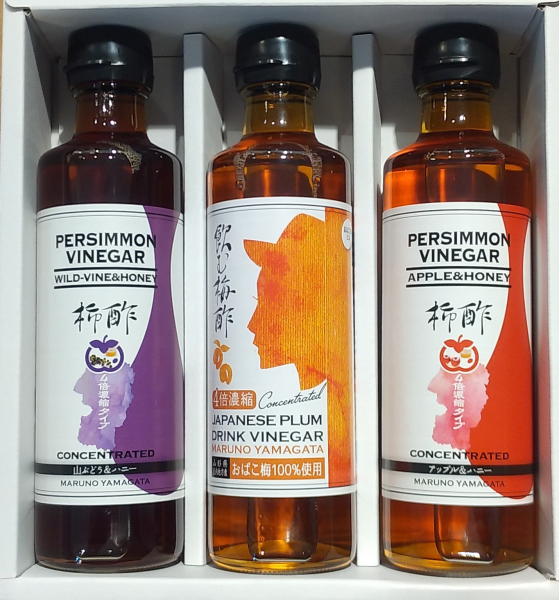 PERSIMMON
VINEGAR
WILD-VINE&HONEY
柿酢
4倍濃縮タイプ
CONCENTRATED
山ぶどう&ハニー
MARUNO YAMAGATA
飲む梅酢
4倍濃縮
Concentrated
JAPANESE PLUM
DRINK VINEGAR
MARUNO YAMAGATA
山形県
おばこ梅100%使用
PERSIMMON
VINEGAR
APPLE&HONEY
柿酢
4倍濃縮タイプ
CONCENTRATED
アップル&ハニー
MARUNO YAMAGATA